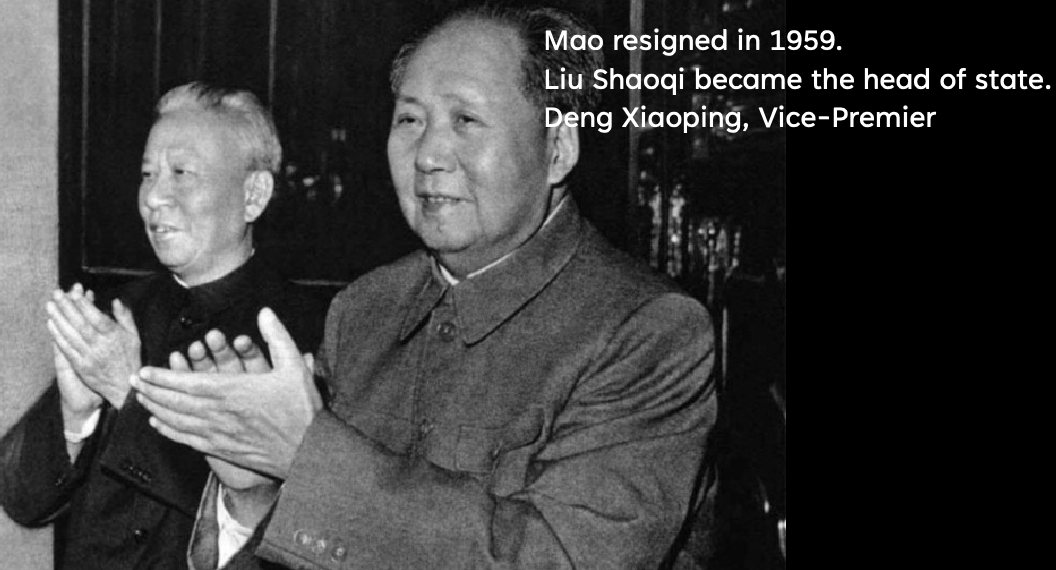 Mao resigned in 1959.
Liu Shaoqi became the head of state.
Deng Xiaoping, Vice-Premier